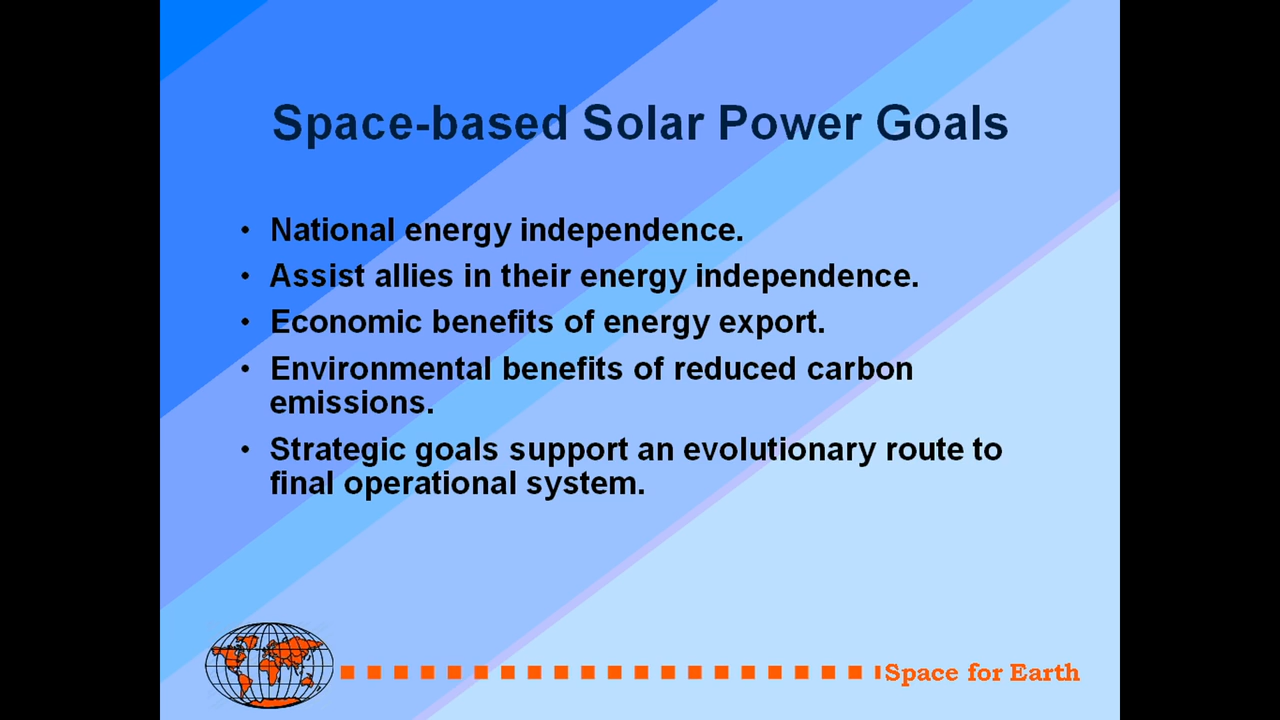 Space-based Solar Power Goals
• National energy independence.
• Assist allies in their energy independence.
• Economic benefits of energy export.
• Environmental benefits of reduced carbon
emissions.
• Strategic goals support an evolutionary route to
final operational system.
Space for Earth